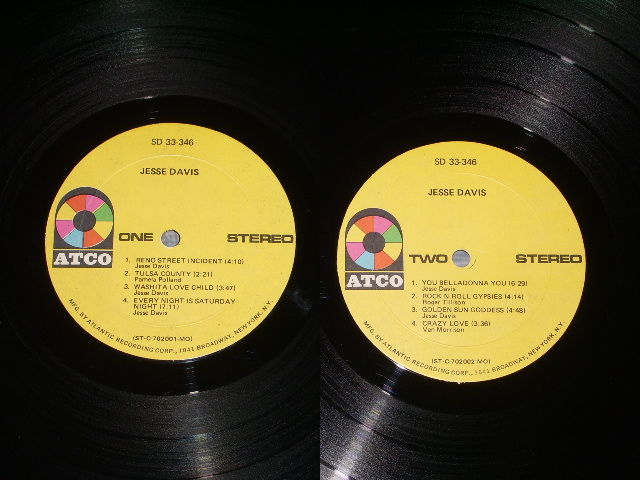 SD 33-346
JESSE DAVIS
ATCO
ONE
STEREO
1. RENO STREET INCIDENT (4:10)
Jesse Davis
2. TULSA COUNTY (2:21)
Pamela Polland
3. WASHITA LOVE CHILD (3:47)
Jesse Davis
4. EVERY NIGHT IS SATURDAY
NIGHT (7:11)
Jesse Davis
(ST-C-702001-MO)
MFG. BY ATLANTIC RECORDING CORP., 1841 BROADWAY, NEW YORK, N.Y.
SD 33-346
JESSE DAVIS
ATCO
TWO
STEREO
1. YOU BELLADONNA YOU (6:29)
Jesse Davis
2. ROCK N ROLL GYPSIES (4:14)
Roger Tillison
3. GOLDEN SUN GODDESS (4:48)
Jesse Davis
4. CRAZY LOVE (3:36)
Van Morrison
(ST-C-702002-MO)
MFG. BY ATLANTIC RECORDING CORP., 1841 BROADWAY, NEW YORK, N.Y.